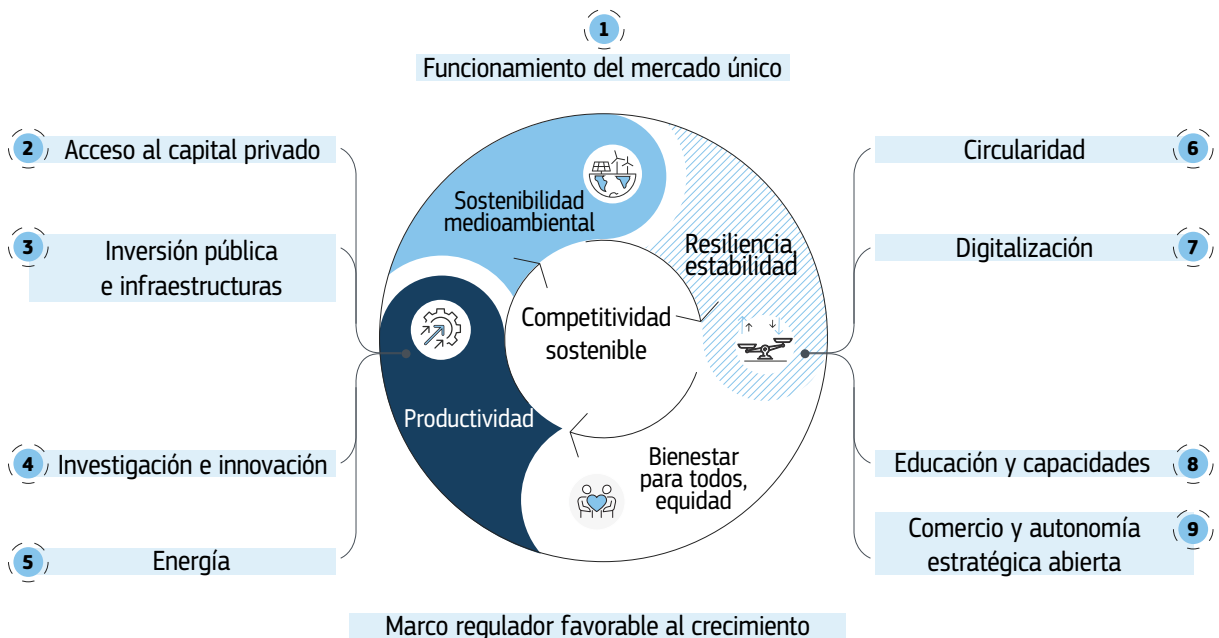 1
Funcionamiento del mercado único
2
Acceso al capital privado
3
Inversión pública
e infraestructuras
4
Investigación e innovación
5
Energía
Sostenibilidad
medioambiental
Resiliencia,
estabilidad
Competitividad
sostenible
Productividad
Bienestar
para todos,
equidad
Circularidad
6
Digitalización
7
Educación y capacidades
8
Comercio y autonomía
estratégica abierta
9
Marco regulador favorable al crecimiento